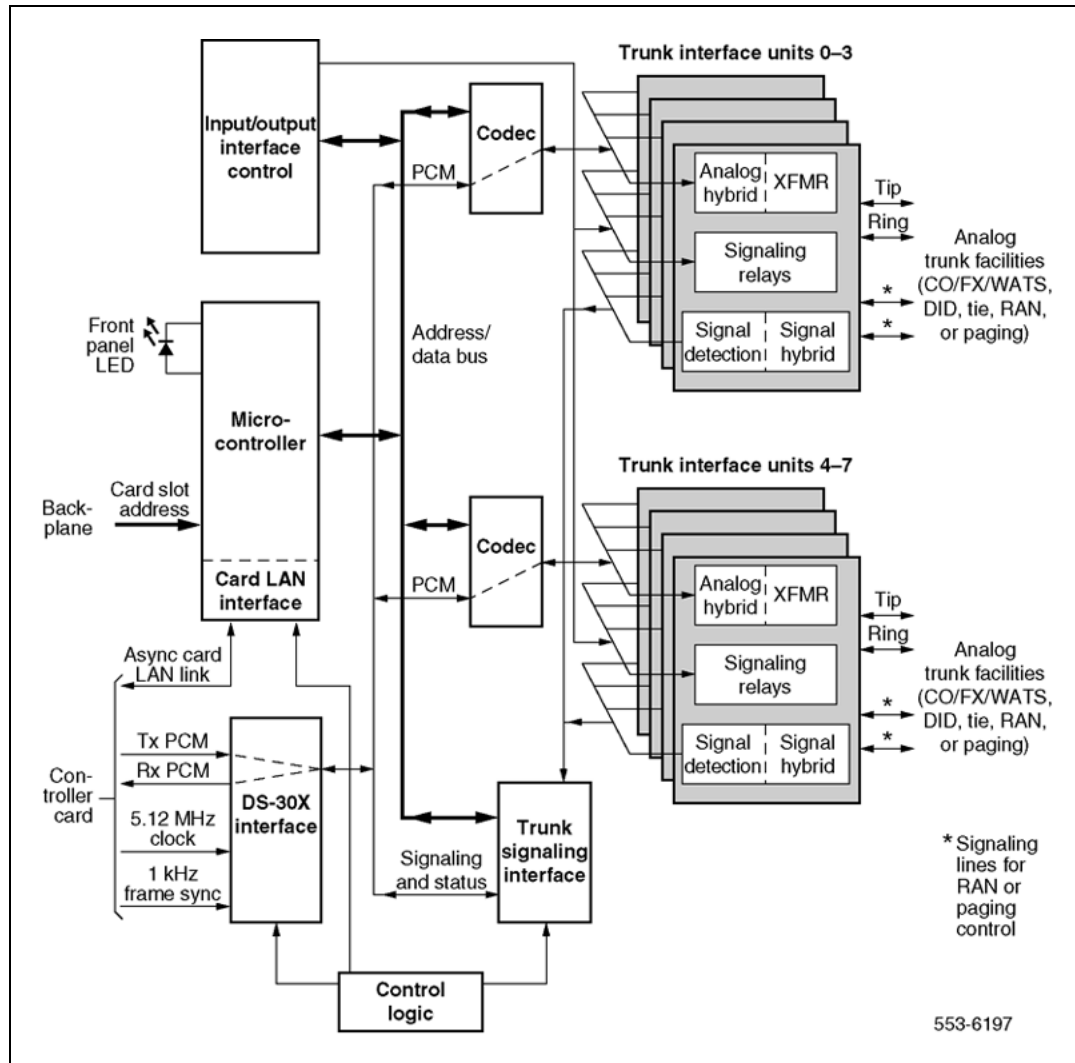 Trunk interface units 0–3
Input/output
interface
control
Codec
PCM
Analog
hybrid
XFMR
Signaling
relays
Signal
detection
Signal
hybrid
Tip
Ring
*
*
Analog
trunk facilities
(CO/FX/WATS,
DID, tie, RAN,
or paging)
Front
panel
LED
Address/
data bus
Micro-
controller
Back-
plane
Card slot
address
Card LAN
interface
Trunk interface units 4–7
Codec
PCM
Analog
hybrid
XFMR
Signaling
relays
Signal
detection
Signal
hybrid
Tip
Ring
*
*
Analog
trunk facilities
(CO/FX/WATS,
DID, tie, RAN,
or paging)
Async card
LAN link
Con-
troller
card
Tx PCM
Rx PCM
5.12 MHz
clock
1 kHz
frame sync
DS-30X
interface
Signaling
and status
Trunk
signaling
interface
Control
logic
* Signaling
lines for
RAN or
paging
control
553-6197